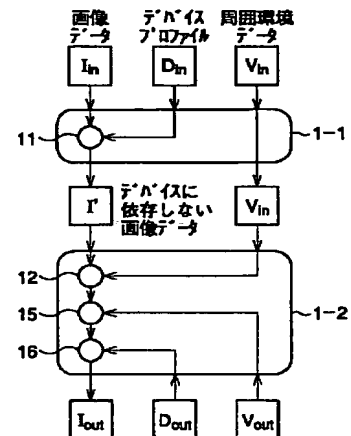 画像
データ
デバイス
プロファイル
周囲環境
データ
Iin
Din
Vin
11
1-1
I'
デバイスに
依存しない
画像データ
Vin
12
15
16
1-2
Iout
Dout
Vout